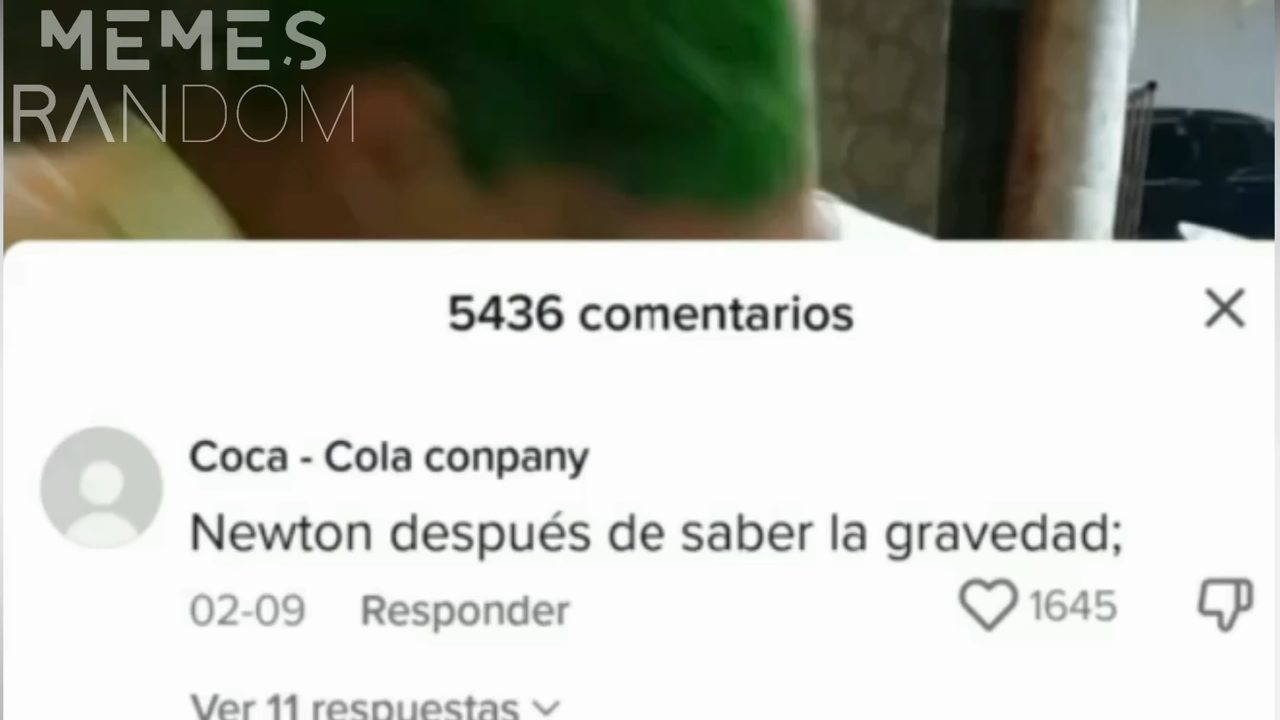 MEMES
RANDOM
5436 comentarios
Coca - Cola conpany
Newton después de saber la gravedad;
02-09 Responder 1645
Ver 11 respuestas